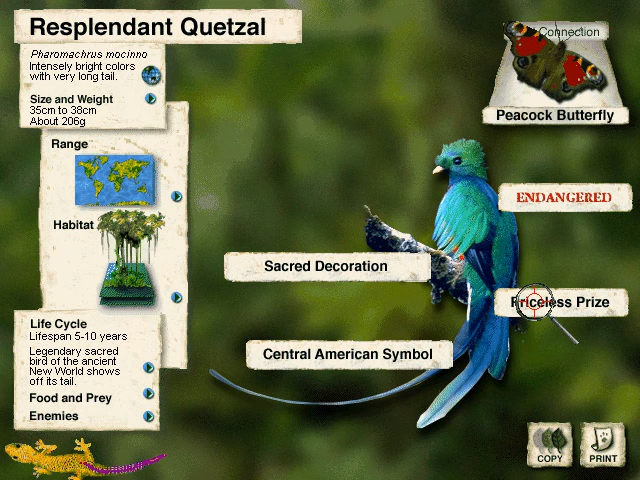 Resplendant Quetzal
Pharomachrus mocinno
Intensely bright colors
with very long tail.
Size and Weight
35cm to 38cm
About 206g
Range
Habitat
Life Cycle
Lifespan 5-10 years
Legendary sacred
bird of the ancient
New World shows
off its tail.
Food and Prey
Enemies
Connection
Peacock Butterfly
ENDANGERED
Sacred Decoration
Priceless Prize
Central American Symbol
COPY
PRINT